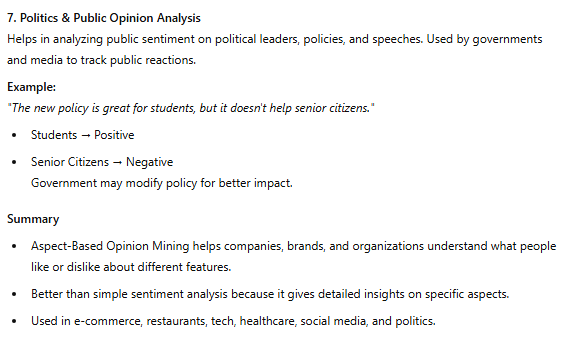 7. Politics & Public Opinion Analysis
Helps in analyzing public sentiment on political leaders, policies, and speeches. Used by governments
and media to track public reactions.
Example:
"The new policy is great for students, but it doesn't help senior citizens."
• Students → Positive
• Senior Citizens → Negative
Government may modify policy for better impact.
Summary
• Aspect-Based Opinion Mining helps companies, brands, and organizations understand what people
like or dislike about different features.
• Better than simple sentiment analysis because it gives detailed insights on specific aspects.
• Used in e-commerce, restaurants, tech, healthcare, social media, and politics.